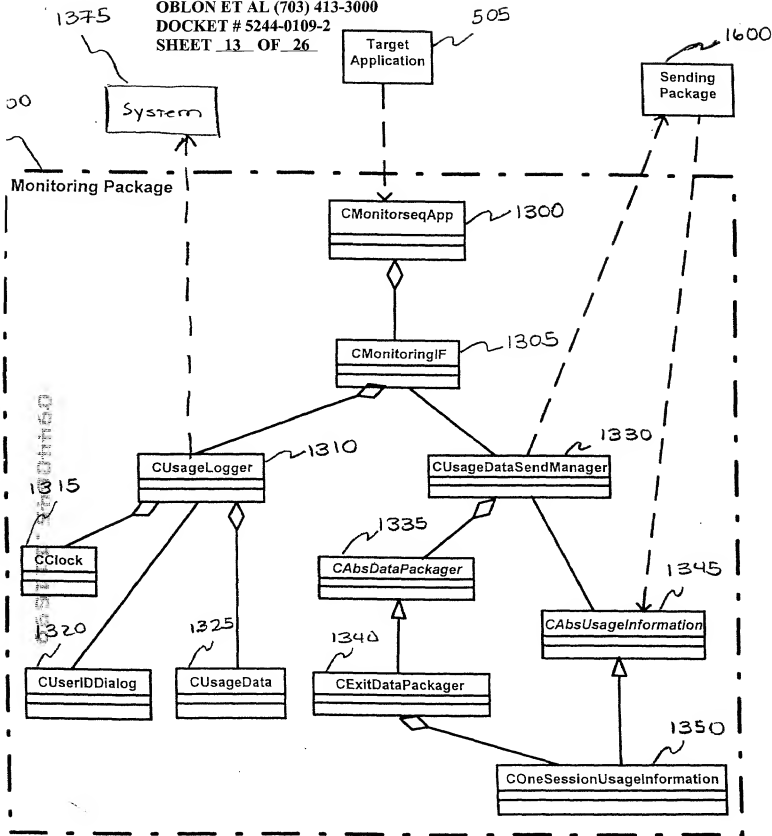 OBLON ET AL (703) 413-3000
DOCKET # 5244-0109-2
SHEET 13 OF 26
1375
505
1600
Target
Application
Sending
Package
System
00
Monitoring Package
CMonitorseqApp
1300
CMonitoringIF
1305
CUsageLogger
1310
CUsageDataSendManager
1330
1315
CClock
1335
CAbsDataPackager
1345
CAbsUsageInformation
1320
CUserIDDialog
1325
CUsageData
1340
CExitDataPackager
1350
COneSessionUsageInformation